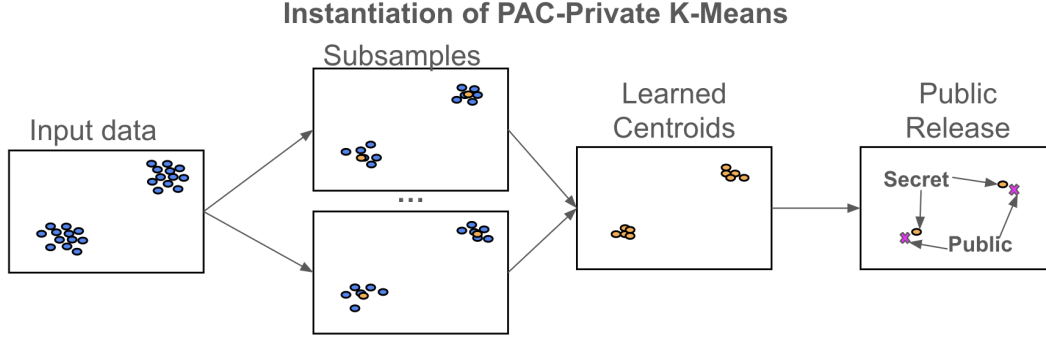 Instantiation of PAC-Private K-Means
Input data
Subsamples
...
Learned
Centroids
Public
Release
Secret
Public